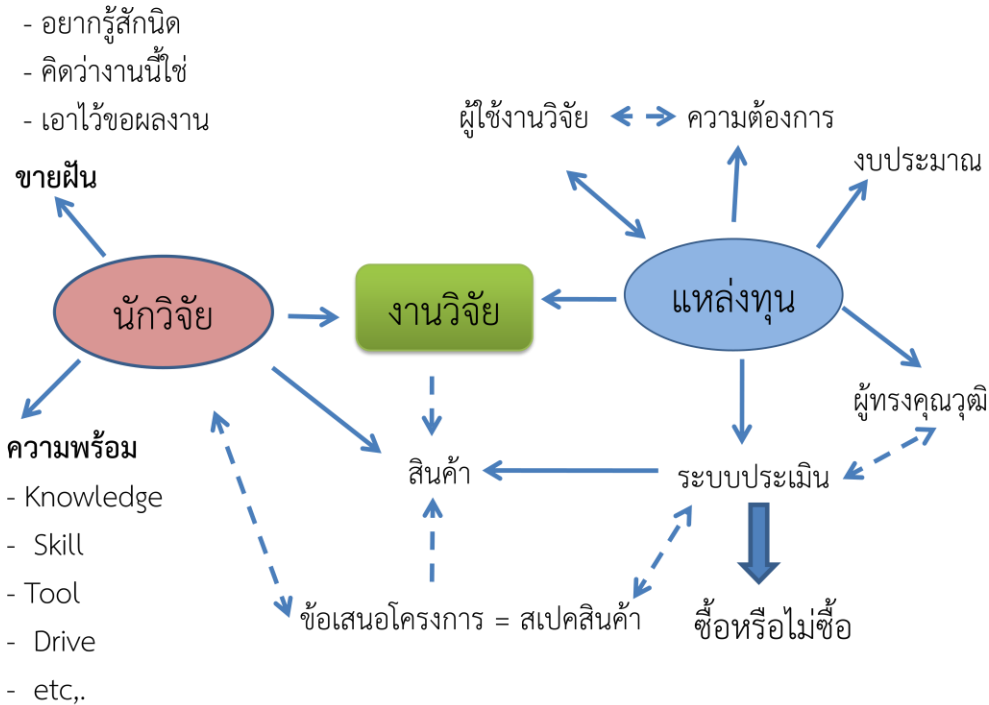 - อยากรู้สักนิด
- คิดว่างานนี้ใช่
- เอาไว้ขอผลงาน
ขายฝัน
ผู้ใช้งานวิจัย
ความต้องการ
งบประมาณ
นักวิจัย
งานวิจัย
แหล่งทุน
ผู้ทรงคุณวุฒิ
ความพร้อม
- Knowledge
- Skill
- Tool
- Drive
- etc,.
สินค้า
ระบบประเมิน
ข้อเสนอโครงการ = สเปคสินค้า
ซื้อหรือไม่ซื้อ